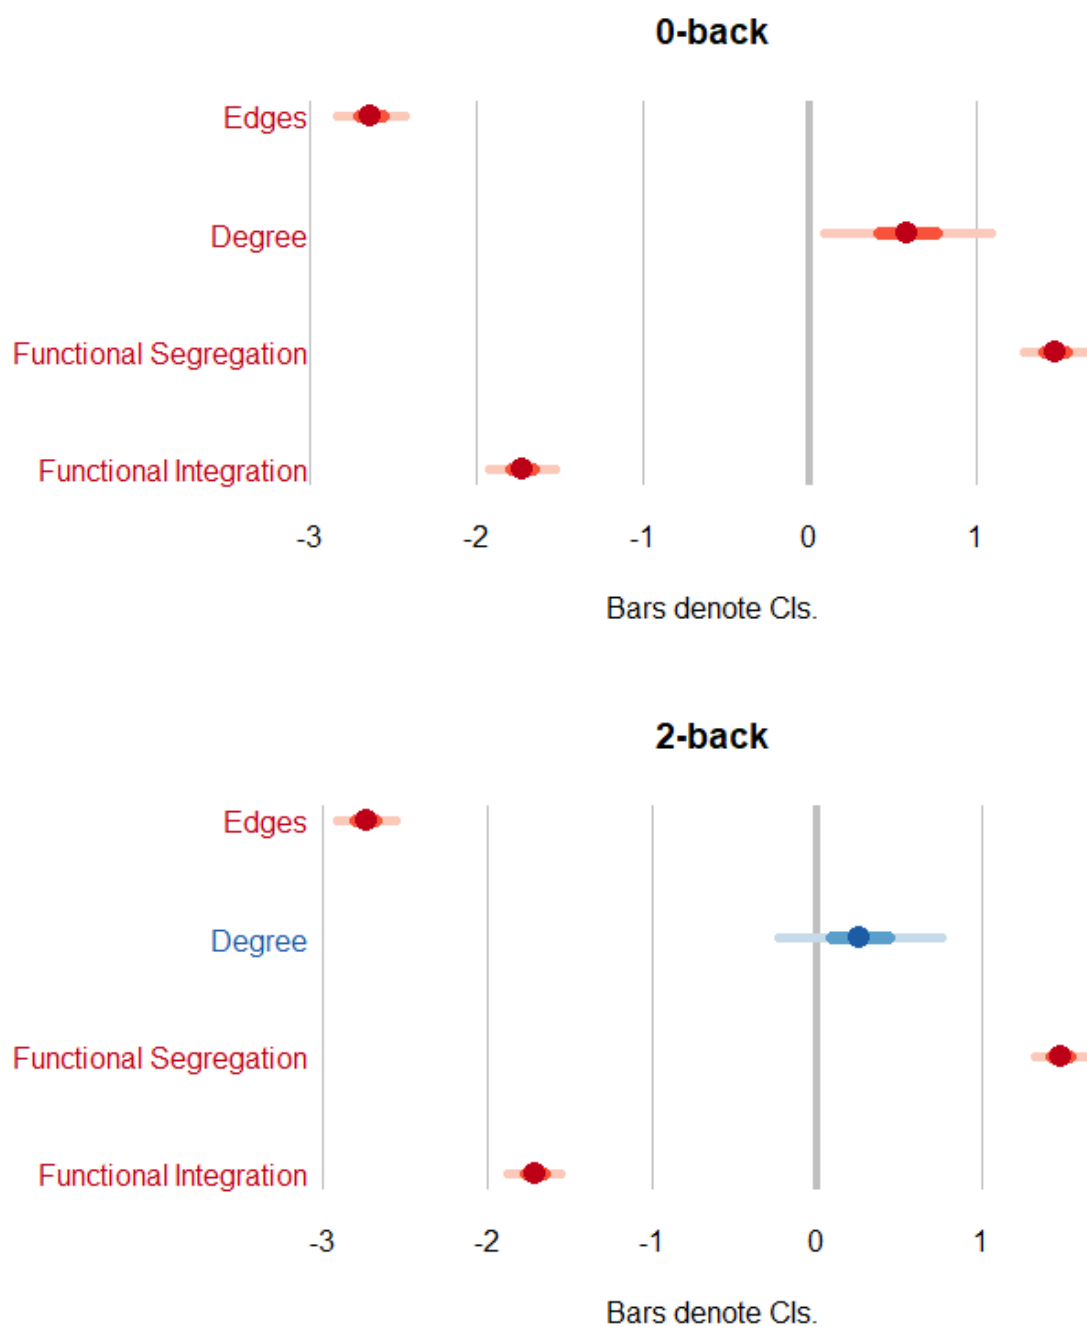 0-back
Edges
Degree
Functional Segregation
Functional Integration
-3 -2 -1 0 1
Bars denote CIs.
2-back
Edges
Degree
Functional Segregation
Functional Integration
-3 -2 -1 0 1
Bars denote CIs.